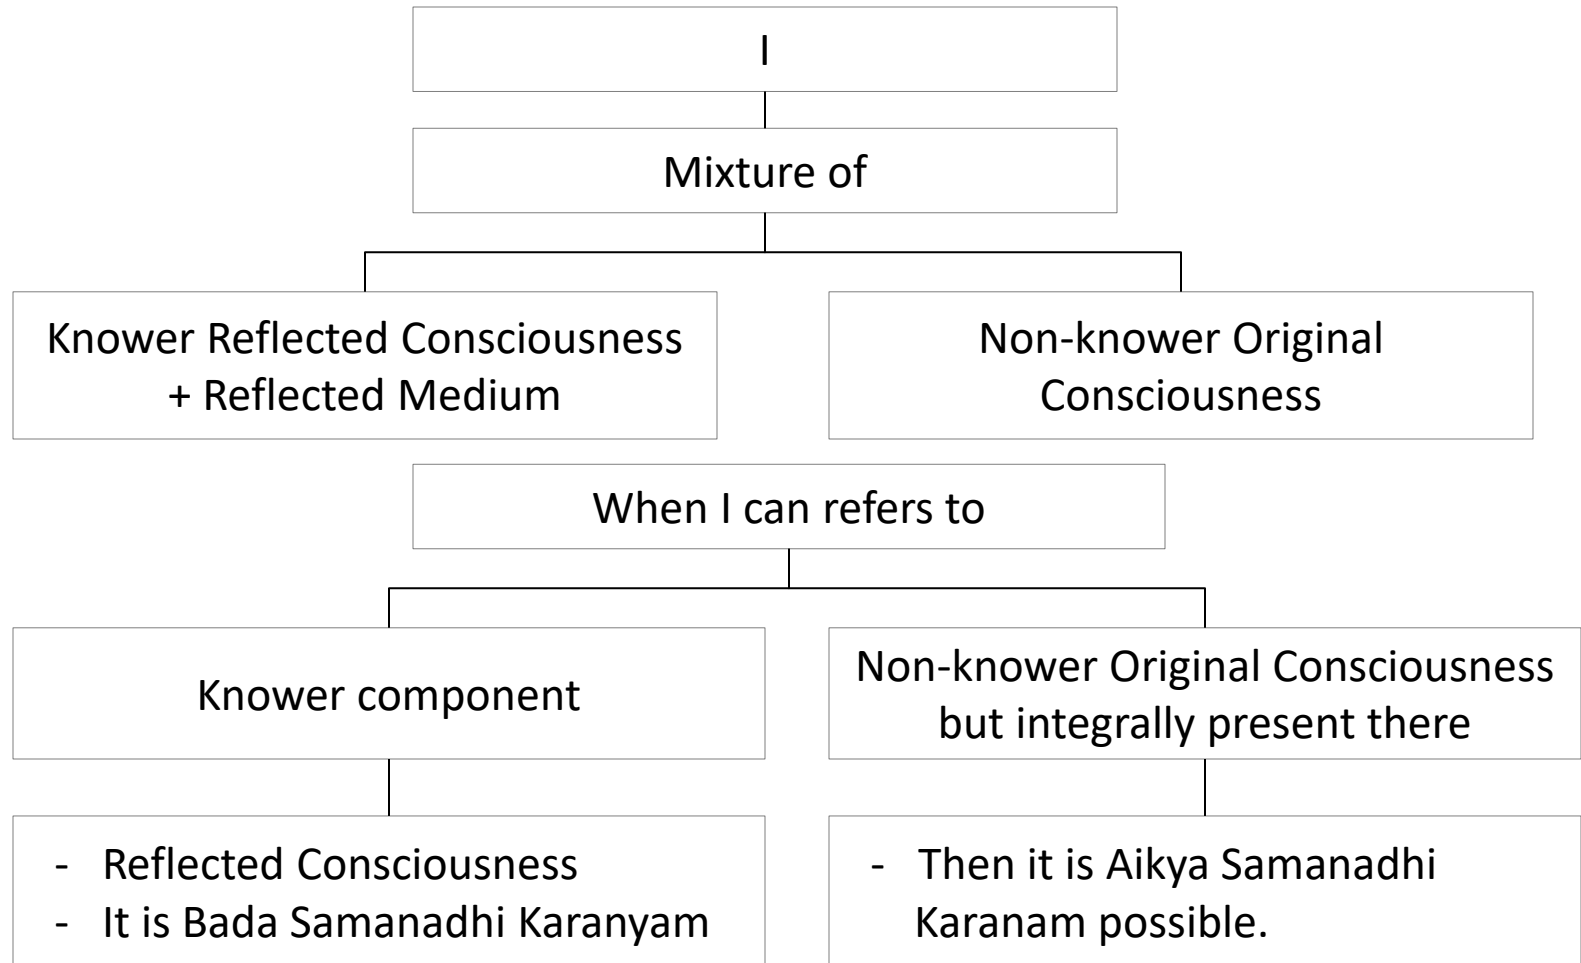 I
Mixture of
Knower Reflected Consciousness
+ Reflected Medium
Non-knower Original
Consciousness
When I can refers to
Knower component
Non-knower Original Consciousness
but integrally present there
- Reflected Consciousness
- It is Bada Samanadhi Karanyam
- Then it is Aikya Samanadhi
Karanam possible.